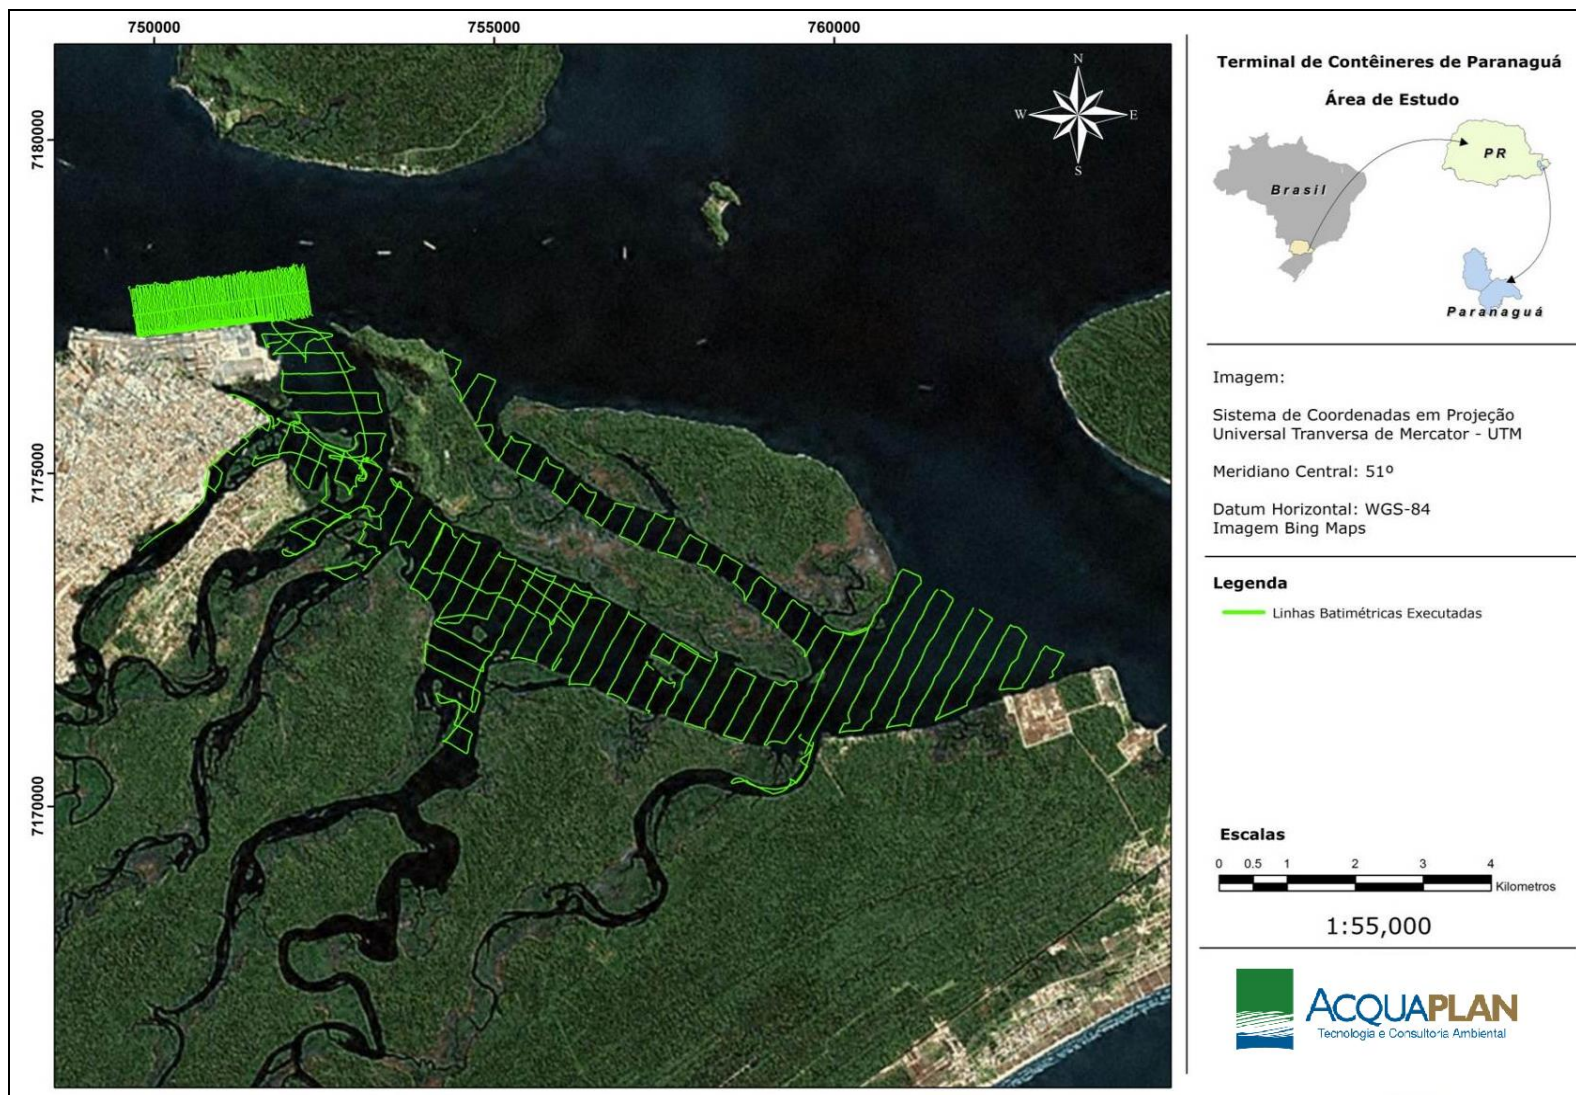 750000
755000
760000
7180000
7175000
7170000
N
W
E
S
Terminal de Contêineres de Paranaguá
Área de Estudo
Brasil
PR
Paranaguá
Imagem:
Sistema de Coordenadas em Projeção
Universal Tranversa de Mercator - UTM
Meridiano Central: 51º
Datum Horizontal: WGS-84
Imagem Bing Maps
Legenda
Linhas Batimétricas Executadas
Escalas
0 0.5 1 2 3 4
Kilometros
1:55,000
ACQUAPLAN
Tecnologia e Consultoria Ambiental